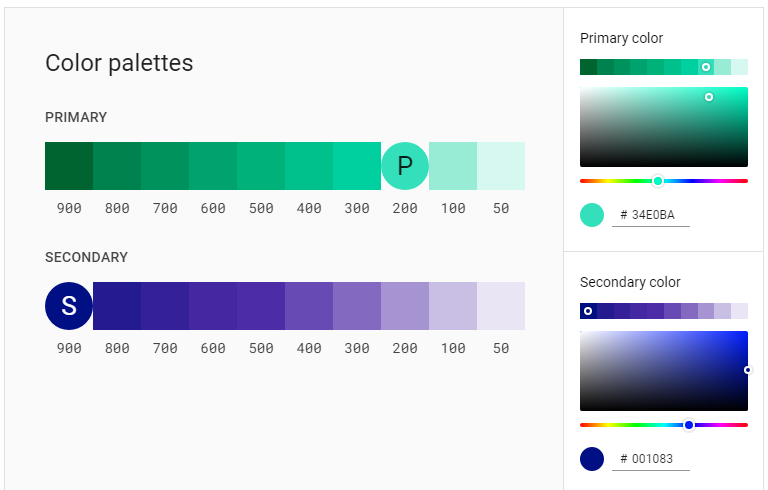 Color palettes
PRIMARY
P
900 800 700 600 500 400 300 200 100 50
SECONDARY
S
900 800 700 600 500 400 300 200 100 50
Primary color
# 34E0BA
Secondary color
# 001083